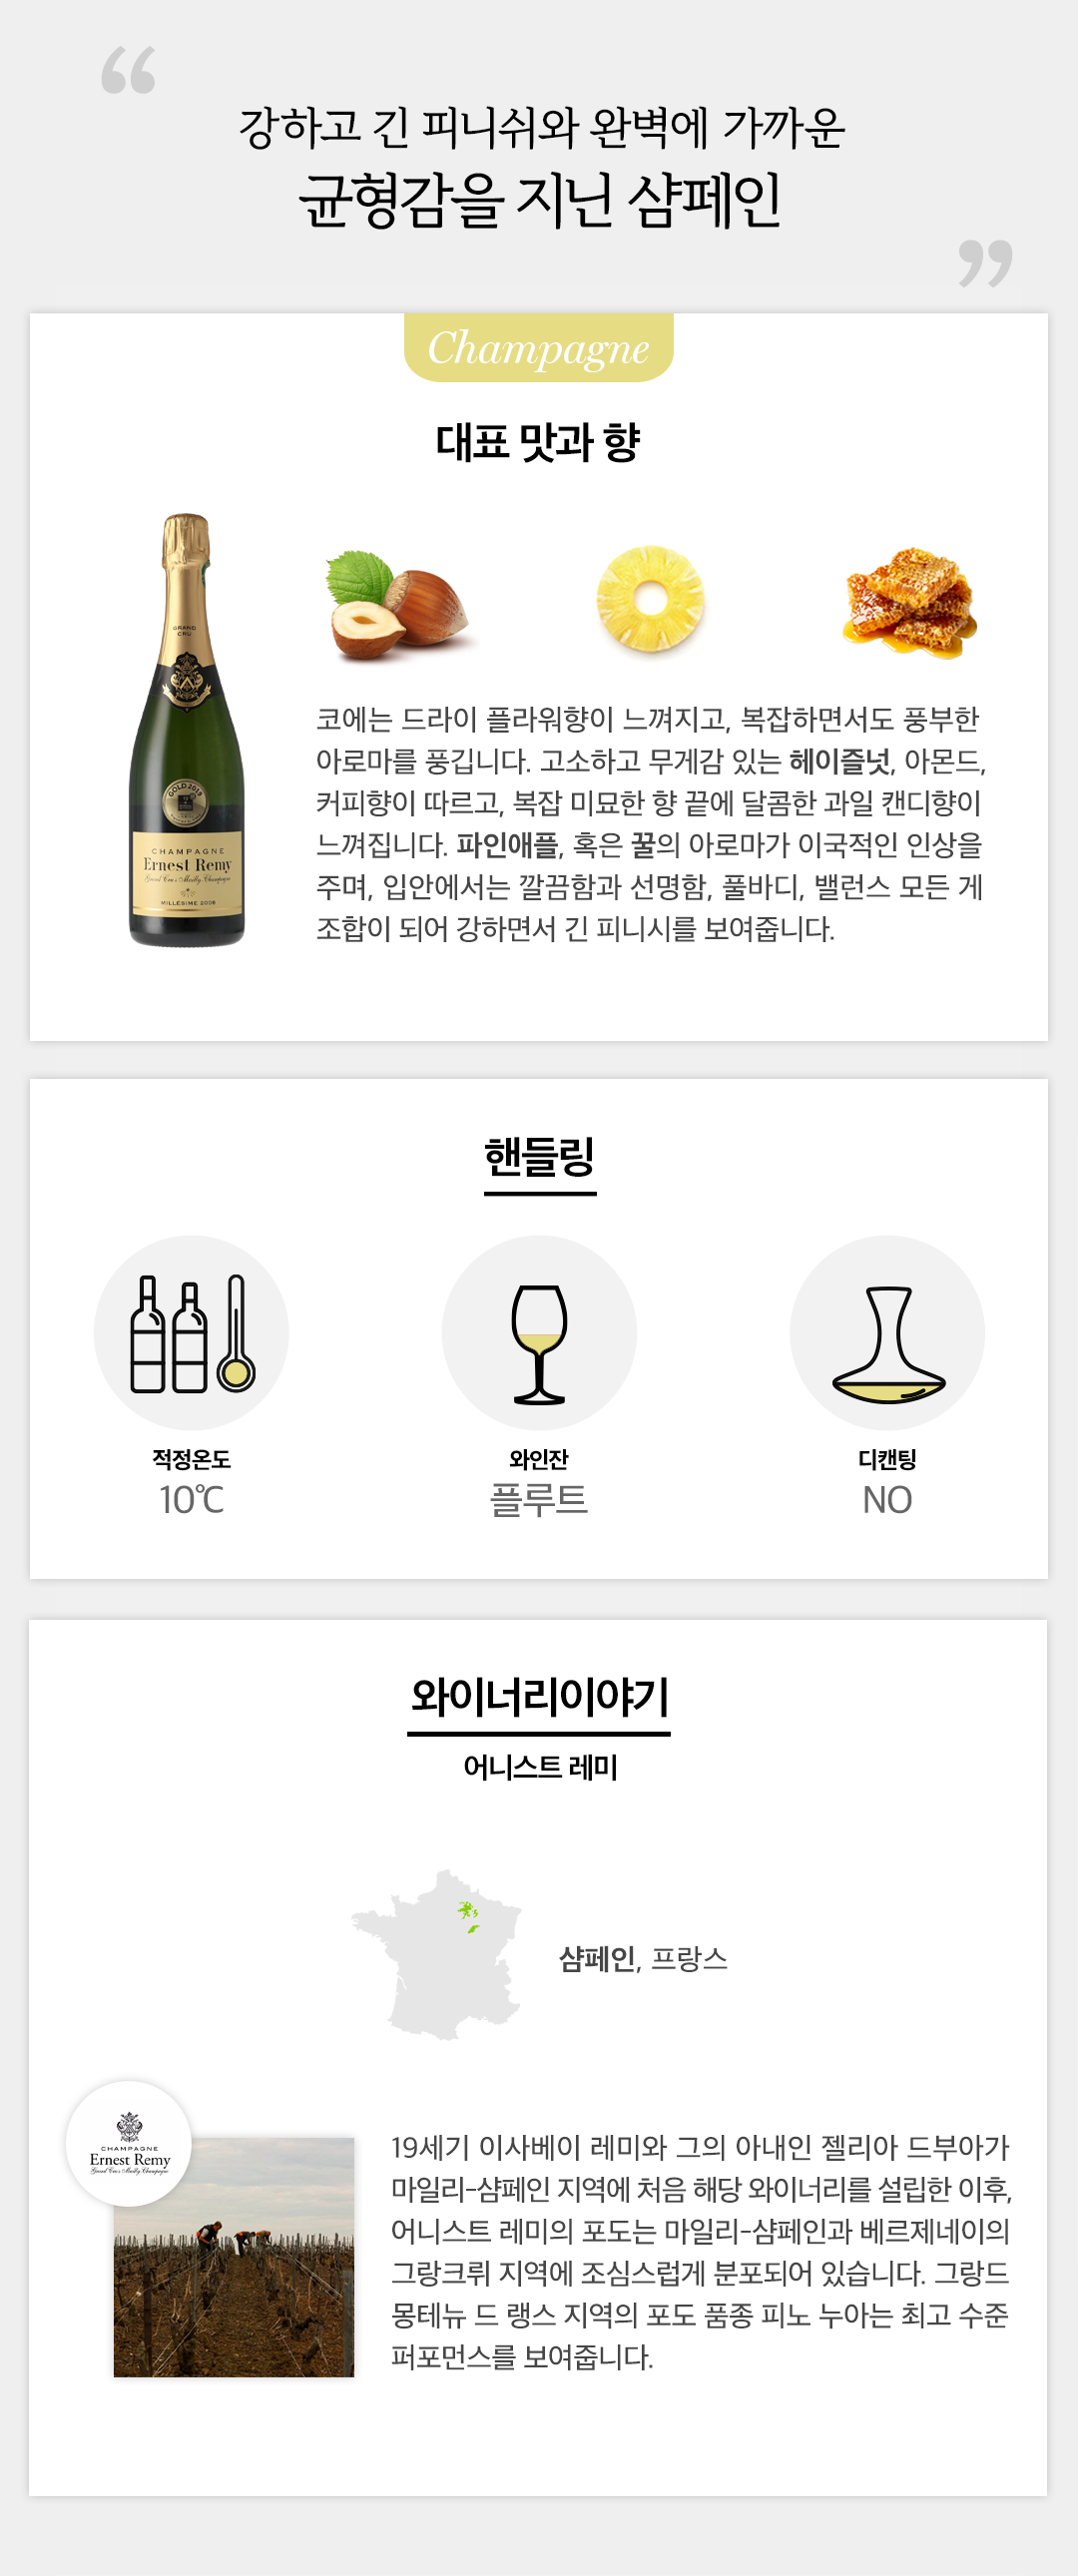 “
강하고 긴 피니쉬와 완벽에 가까운
균형감을 지닌 샴페인
”
Champagne
대표 맛과 향
GRAND
CRU
GOLD 2019
CHAMPAGNE
Ernest Remy
Grand Cru à Mailly-Champagne
MILLÉSIME 2008
코에는 드라이 플라워향이 느껴지고, 복잡하면서도 풍부한
아로마를 풍깁니다. 고소하고 무게감 있는 헤이즐넛, 아몬드,
커피향이 따르고, 복잡 미묘한 향 끝에 달콤한 과일 캔디향이
느껴집니다. 파인애플, 혹은 꿀의 아로마가 이국적인 인상을
주며, 입안에서는 깔끔함과 선명함, 풀바디, 밸런스 모든 게
조합이 되어 강하면서 긴 피니시를 보여줍니다.
핸들링
적정온도
10℃
와인잔
플루트
디캔팅
NO
와이너리이야기
어니스트 레미
샴페인, 프랑스
CHAMPAGNE
Ernest Remy
Grand Cru à Mailly-Champagne
19세기 이사베이 레미와 그의 아내인 젤리아 드부아가
마일리-샴페인 지역에 처음 해당 와이너리를 설립한 이후,
어니스트 레미의 포도는 마일리-샴페인과 베르제네이의
그랑크뤼 지역에 조심스럽게 분포되어 있습니다. 그랑드
몽테뉴 드 랭스 지역의 포도 품종 피노 누아는 최고 수준
퍼포먼스를 보여줍니다.